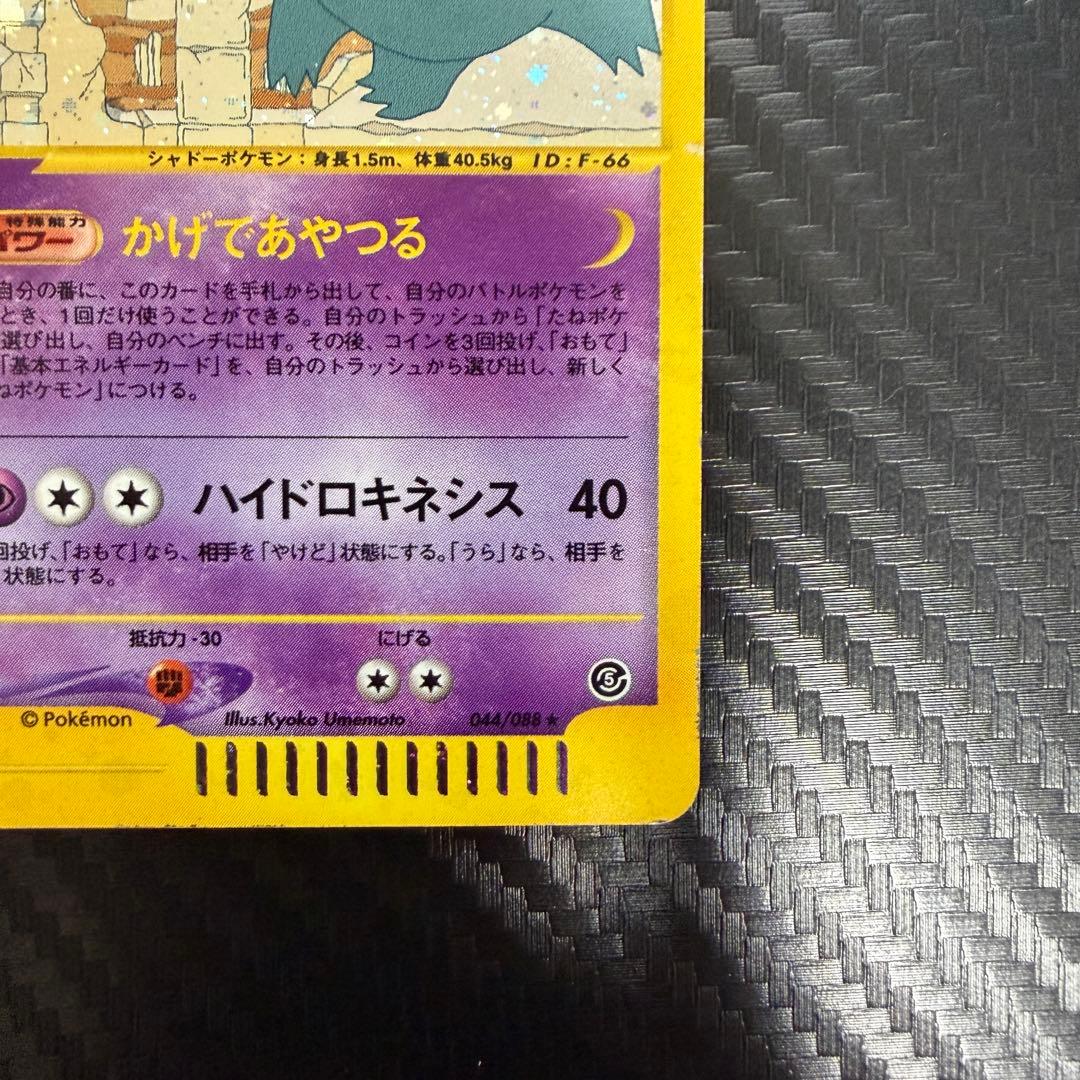 シャドーポケモン：身長1.5m、体重40.5kg ID：F-66
特殊能力
パワー かげであやつる
自分の番に、このカードを手札から出して、自分のバトルポケモンを
とき、1回だけ使うことができる。自分のトラッシュから「たねポケ
選び出し、自分のベンチに出す。その後、コインを3回投げ、「おもて」
「基本エネルギーカード」を、自分のトラッシュから選び出し、新しく
ねポケモン」につける。
ハイドロキネシス 40
回投げ、「おもて」なら、相手を「やけど」状態にする。「うら」なら、相手を
状態にする。
抵抗力 -30 にげる
5
© Pokémon Illus.Kyoko Umemoto 044/088 ★